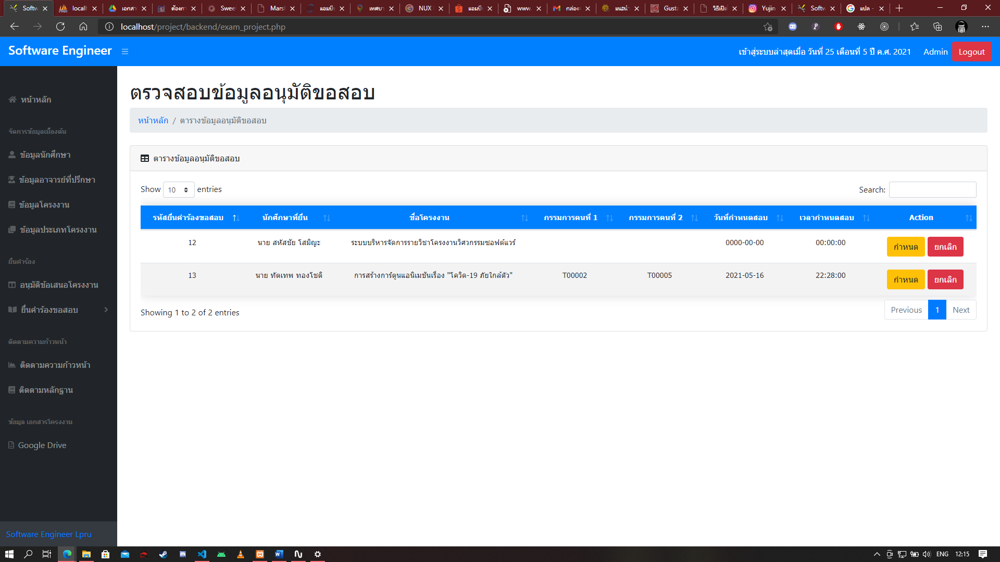 Softw
localh
เอกสา
ต้องกา
Swee
Marsh
แอมป์
เทศบา
NUX
แอมป์
www.
กล่องจ
แนะนำ
Gusta
วิธีเปิด
Yujin
Softw
แปล -
localhost/project/backend/exam_project.php
Software Engineer
เข้าสู่ระบบล่าสุดเมื่อ วันที่ 25 เดือนที่ 5 ปี ค.ศ. 2021
Admin
Logout
หน้าหลัก
จัดการข้อมูลเบื้องต้น
ข้อมูลนักศึกษา
ข้อมูลอาจารย์ที่ปรึกษา
ข้อมูลโครงงาน
ข้อมูลประเภทโครงงาน
ยื่นคำร้อง
อนุมัติข้อเสนอโครงงาน
ยื่นคำร้องขอสอบ
ติดตามความก้าวหน้า
ติดตามความก้าวหน้า
ติดตามหลักฐาน
ข้อมูล เอกสารโครงงาน
Google Drive
Software Engineer Lpru
ตรวจสอบข้อมูลอนุมัติขอสอบ
หน้าหลัก / ตารางข้อมูลอนุมัติขอสอบ
ตารางข้อมูลอนุมัติขอสอบ
Show 10 entries
Search:
รหัสยื่นคำร้องขอสอบ นักศึกษาที่ยื่น ชื่อโครงงาน กรรมการคนที่ 1 กรรมการคนที่ 2 วันที่กำหนดสอบ เวลากำหนดสอบ Action
12 นาย สหัสชัย โสมิญะ ระบบบริหารจัดการรายวิชาโครงงานวิศวกรรมซอฟต์แวร์ 0000-00-00 00:00:00 กำหนด ยกเลิก
13 นาย ทัตเทพ ทองโชติ การสร้างการ์ตูนแอนิเมชันเรื่อง "โควิด-19 ภัยใกล้ตัว" T00002 T00005 2021-05-16 22:28:00 กำหนด ยกเลิก
Showing 1 to 2 of 2 entries
Previous 1 Next
ENG 12:15